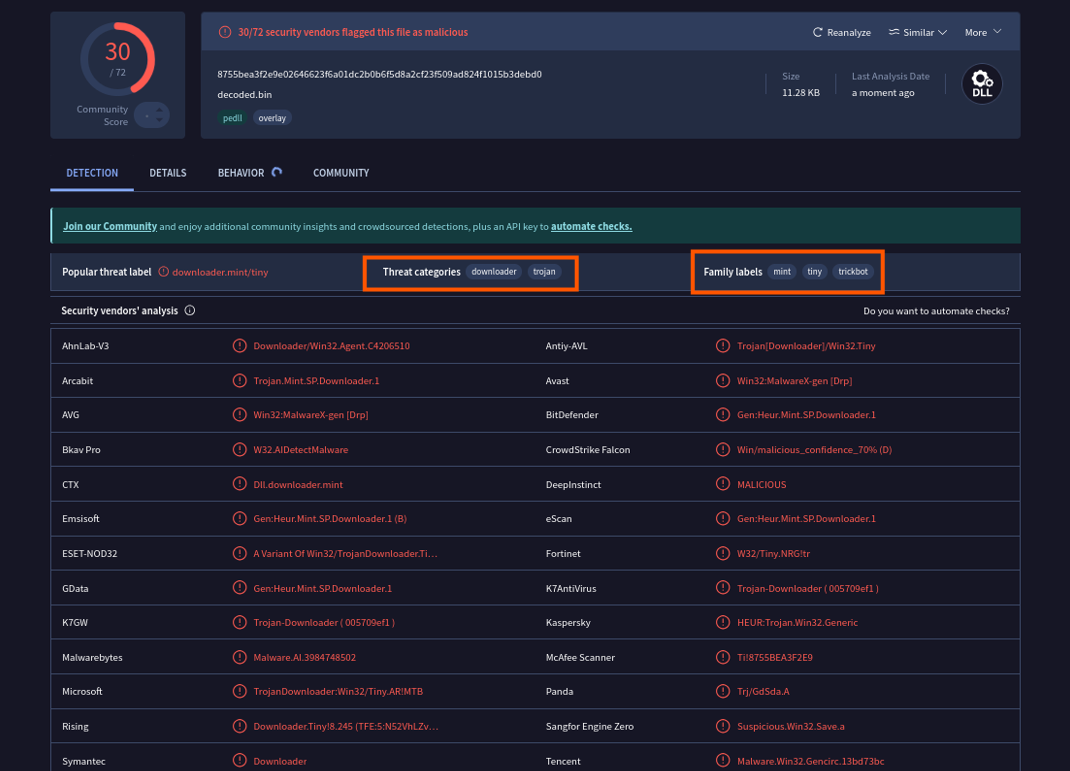 30
/ 72
Community
Score
-
30/72 security vendors flagged this file as malicious
Reanalyze
Similar
More
8755bea3f2e9e02646623f6a01dc2b0b6f5d8a2cf23f509ad824f1015b3debd0
decoded.bin
pedll overlay
Size
11.28 KB
Last Analysis Date
a moment ago
DLL
DETECTION DETAILS BEHAVIOR COMMUNITY
Join our Community and enjoy additional community insights and crowdsourced detections, plus an API key to automate checks.
Popular threat label downloader.mint/tiny Threat categories downloader trojan Family labels mint tiny trickbot
Security vendors' analysis Do you want to automate checks?
AhnLab-V3 Downloader/Win32.Agent.C4206510 Antiy-AVL Trojan[Downloader]/Win32.Tiny
Arcabit Trojan.Mint.SP.Downloader.1 Avast Win32:MalwareX-gen [Drp]
AVG Win32:MalwareX-gen [Drp] BitDefender Gen:Heur.Mint.SP.Downloader.1
Bkav Pro W32.AIDetectMalware CrowdStrike Falcon Win/malicious_confidence_70% (D)
CTX Dll.downloader.mint DeepInstinct MALICIOUS
Emsisoft Gen:Heur.Mint.SP.Downloader.1 (B) eScan Gen:Heur.Mint.SP.Downloader.1
ESET-NOD32 A Variant Of Win32/TrojanDownloader.Ti... Fortinet W32/Tiny.NRG!tr
GData Gen:Heur.Mint.SP.Downloader.1 K7AntiVirus Trojan-Downloader ( 005709ef1 )
K7GW Trojan-Downloader ( 005709ef1 ) Kaspersky HEUR:Trojan.Win32.Generic
Malwarebytes Malware.AI.3984748502 McAfee Scanner Ti!8755BEA3F2E9
Microsoft TrojanDownloader:Win32/Tiny.AR!MTB Panda Trj/GdSda.A
Rising Downloader.Tiny!8.245 (TFE:5:N52VhLZv... Sangfor Engine Zero Suspicious.Win32.Save.a
Symantec Downloader Tencent Malware.Win32.Gencirc.13bd73bc